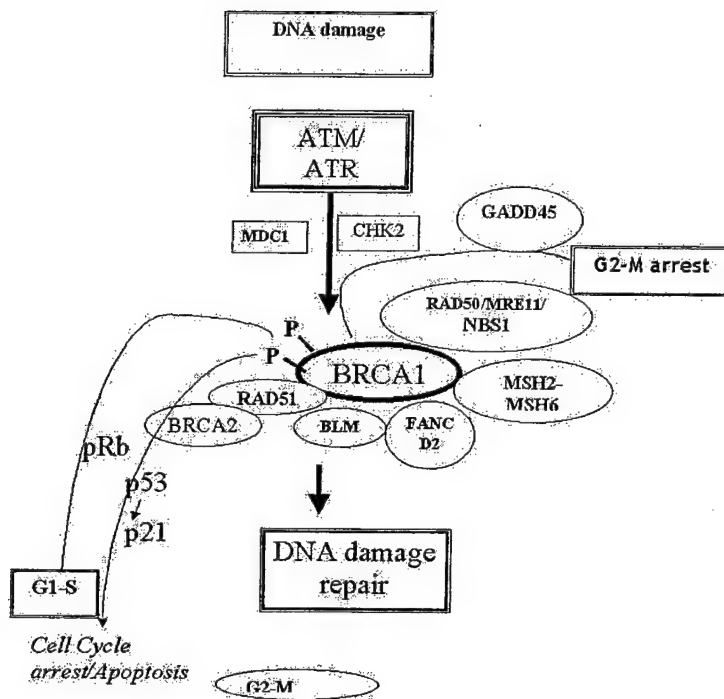 DNA damage
ATM/
ATR
MDC1
CHK2
GADD45
G2-M arrest
RAD50/MRE11/
NBS1
P
P
BRCA1
MSH2-
MSH6
RAD51
BRCA2
BLM
FANC
D2
pRb
p53
p21
DNA damage
repair
G1-S
Cell Cycle
arrest/Apoptosis
G2-M